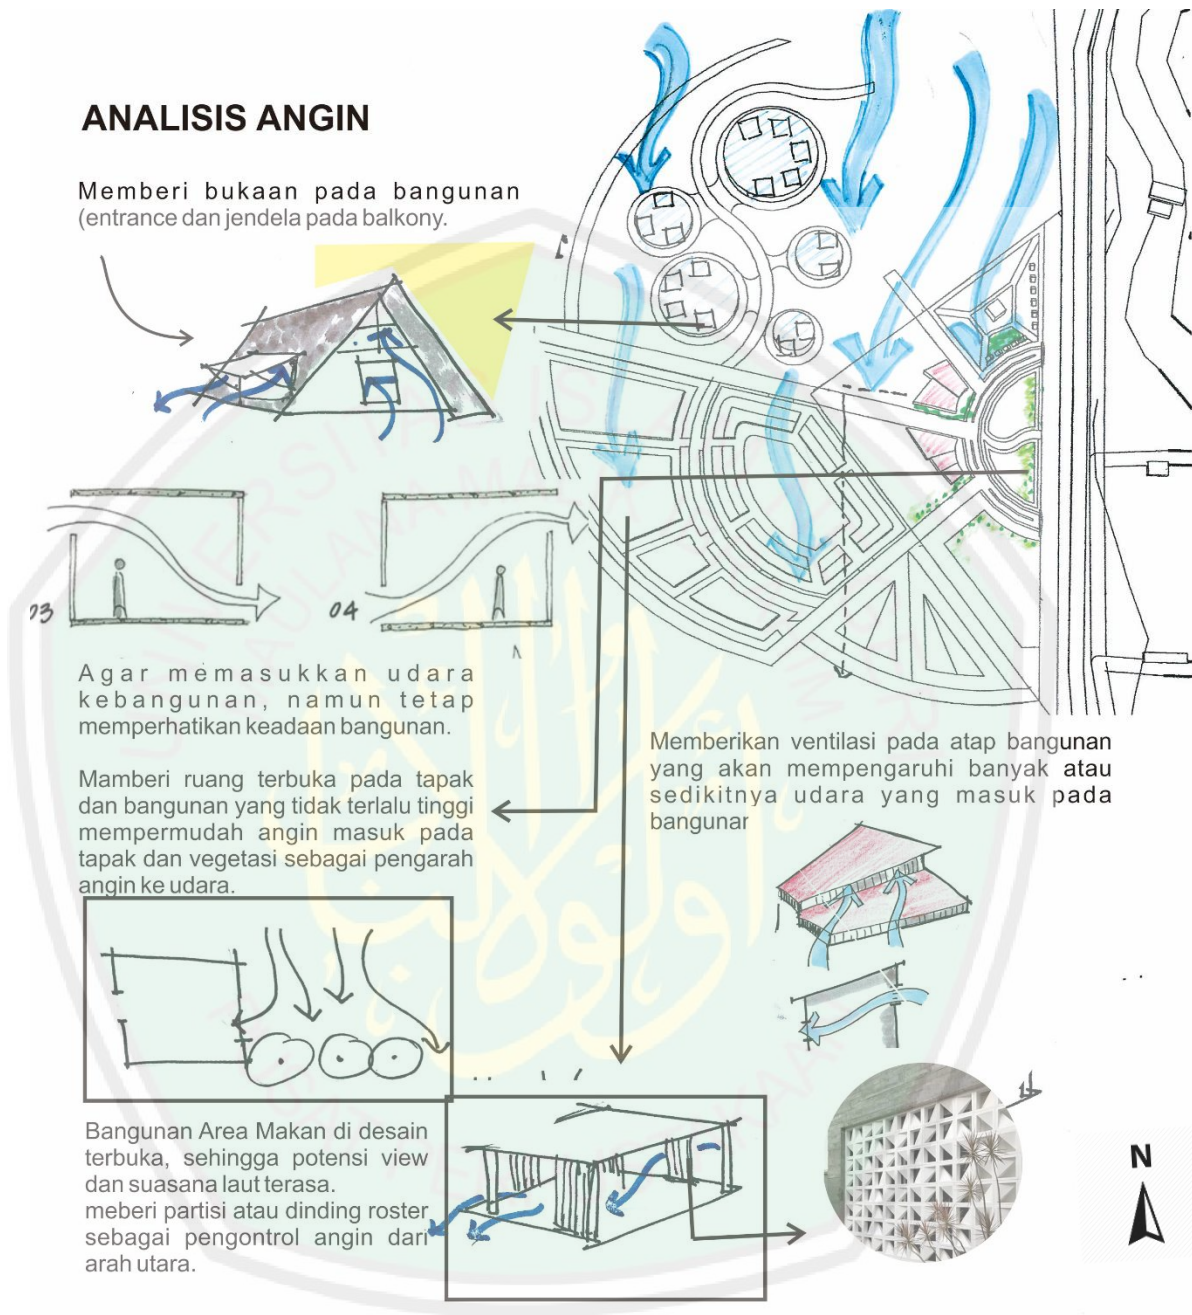 ANALISIS ANGIN
Memberi bukaan pada bangunan
(entrance dan jendela pada balkony.
03
04
Agar memasukkan udara
kebangunan, namun tetap
memperhatikan keadaan bangunan.
Mamberi ruang terbuka pada tapak
dan bangunan yang tidak terlalu tinggi
mempermudah angin masuk pada
tapak dan vegetasi sebagai pengarah
angin ke udara.
Memberikan ventilasi pada atap bangunan
yang akan mempengaruhi banyak atau
sedikitnya udara yang masuk pada
bangunar
Bangunan Area Makan di desain
terbuka, sehingga potensi view
dan suasana laut terasa.
meberi partisi atau dinding roster
sebagai pengontrol angin dari
arah utara.
N